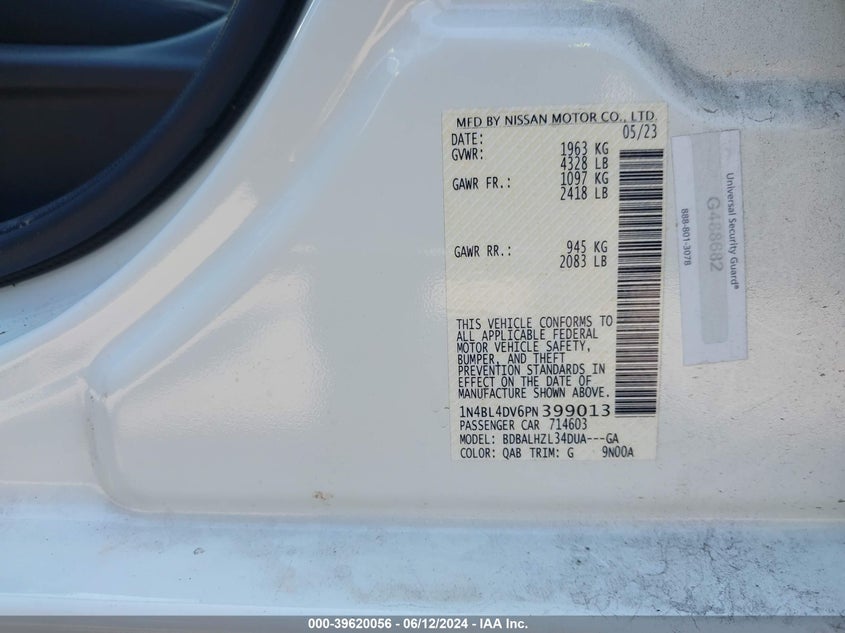 MFD BY NISSAN MOTOR CO., LTD.
DATE: 05/23
GVWR: 1963 KG
4328 LB
GAWR FR.: 1097 KG
2418 LB
GAWR RR.: 945 KG
2083 LB
THIS VEHICLE CONFORMS TO
ALL APPLICABLE FEDERAL
MOTOR VEHICLE SAFETY,
BUMPER, AND THEFT
PREVENTION STANDARDS IN
EFFECT ON THE DATE OF
MANUFACTURE SHOWN ABOVE.
1N4BL4DV6PN399013
PASSENGER CAR 714603
MODEL: BDBALHZL34DUA---GA
COLOR: QAB TRIM: G 9N00A
Universal Security Guard®
G488682
888-801-3078
000-39620056 - 06/12/2024 - IAA Inc.